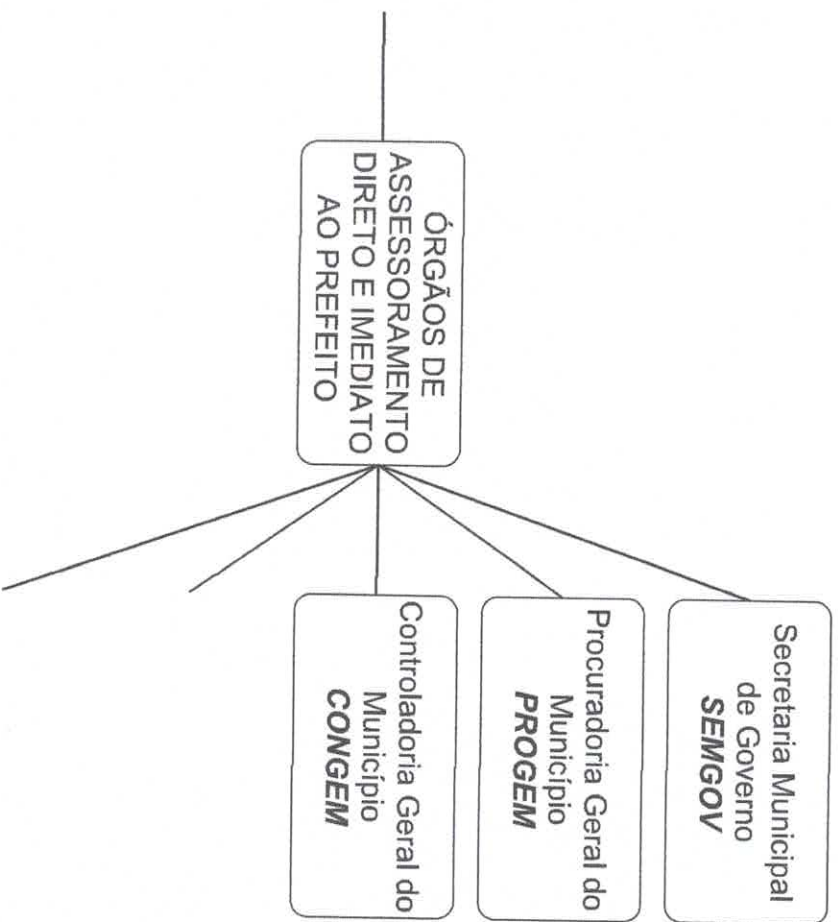 ÓRGÃOS DE
ASSESSORAMENTO
DIRETO E IMEDIATO
AO PREFEITO
Secretaria Municipal
de Governo
SEMGOV
Procuradoria Geral do
Município
PROGEM
Controladoria Geral do
Município
CONGEM